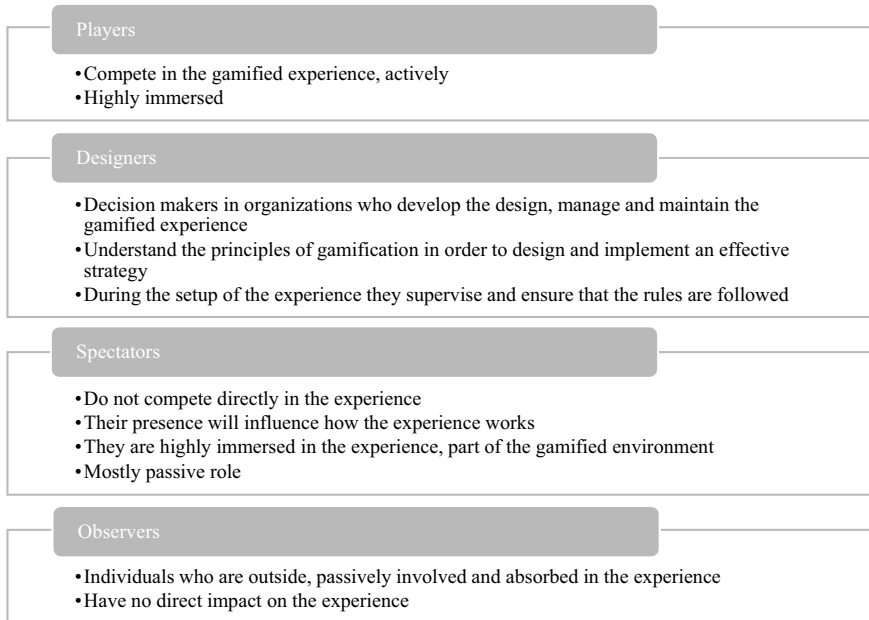 Players
•Compete in the gamified experience, actively
•Highly immersed
Designers
•Decision makers in organizations who develop the design, manage and maintain the
gamified experience
•Understand the principles of gamification in order to design and implement an effective
strategy
•During the setup of the experience they supervise and ensure that the rules are followed
Spectators
•Do not compete directly in the experience
•Their presence will influence how the experience works
•They are highly immersed in the experience, part of the gamified environment
•Mostly passive role
Observers
•Individuals who are outside, passively involved and absorbed in the experience
•Have no direct impact on the experience